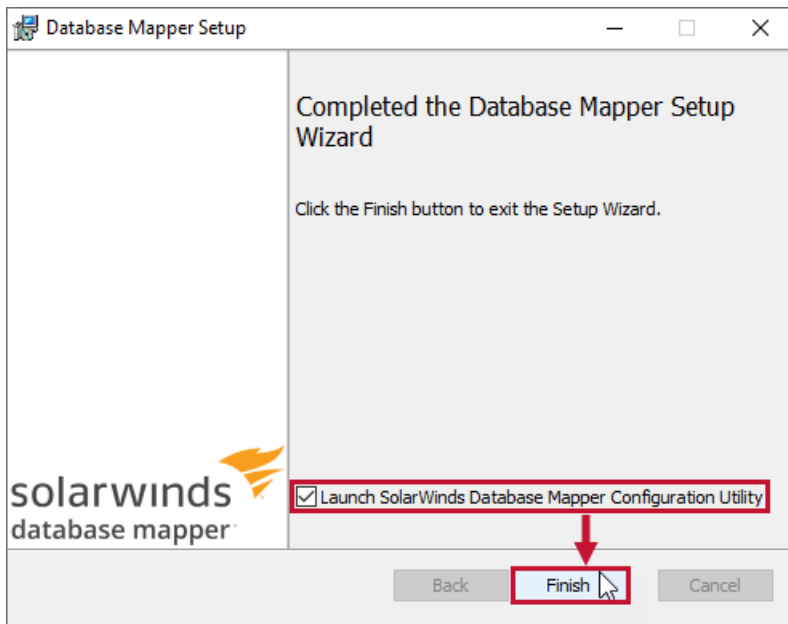 Database Mapper Setup
Completed the Database Mapper Setup
Wizard
Click the Finish button to exit the Setup Wizard.
solarwinds
database mapper
Launch SolarWinds Database Mapper Configuration Utility
Back
Finish
Cancel